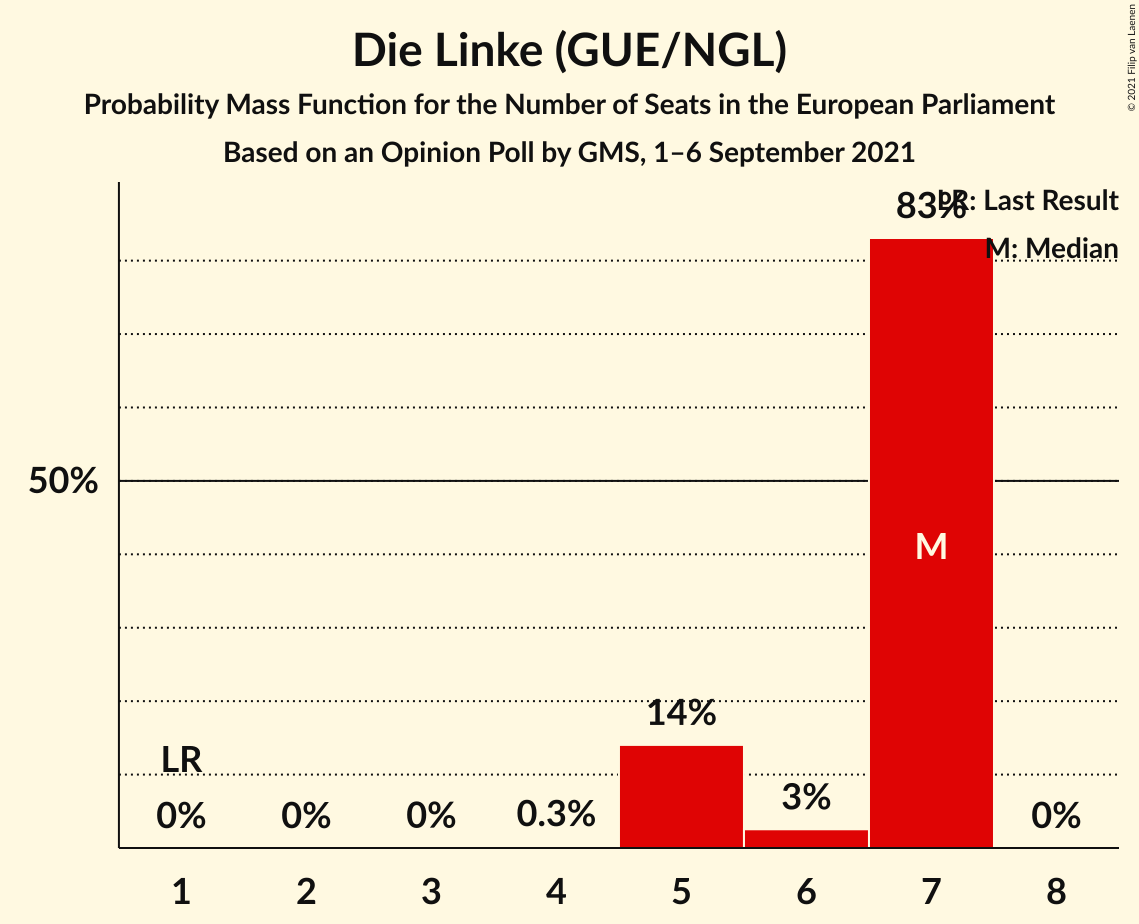 Die Linke (GUE/NGL)
Probability Mass Function for the Number of Seats in the European Parliament
Based on an Opinion Poll by GMS, 1–6 September 2021
© 2021 Filip van Laenen
LR: Last Result
M: Median
83%
50%
M
14%
LR
3%
0%
0%
0%
0.3%
0%
1
2
3
4
5
6
7
8